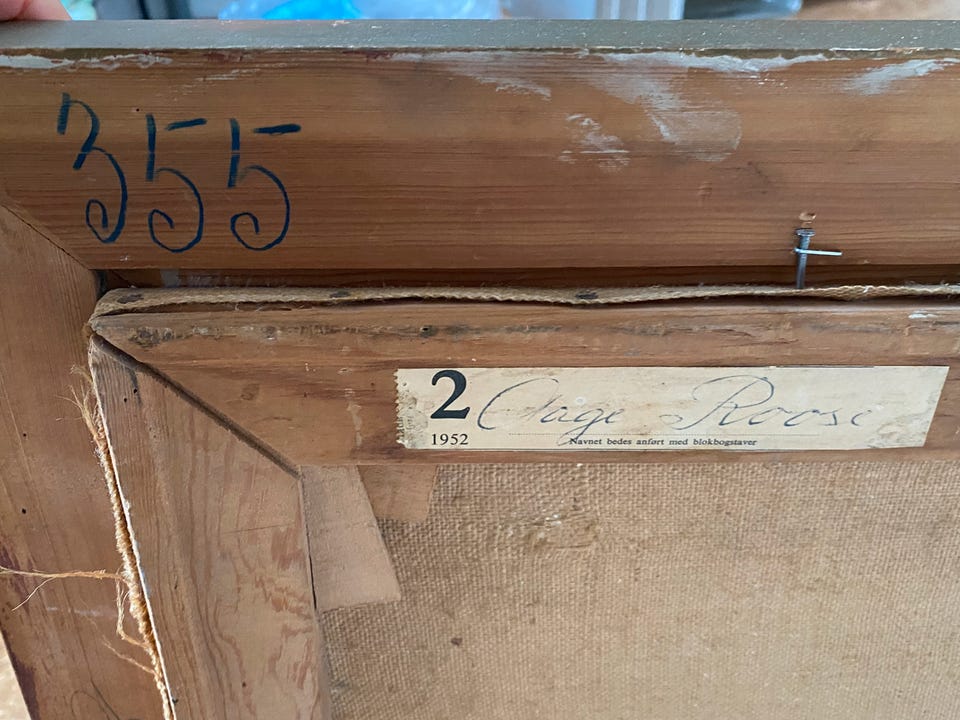 355
2 Aage Roose
1952 Navnet bedes anført med blokbogstaver